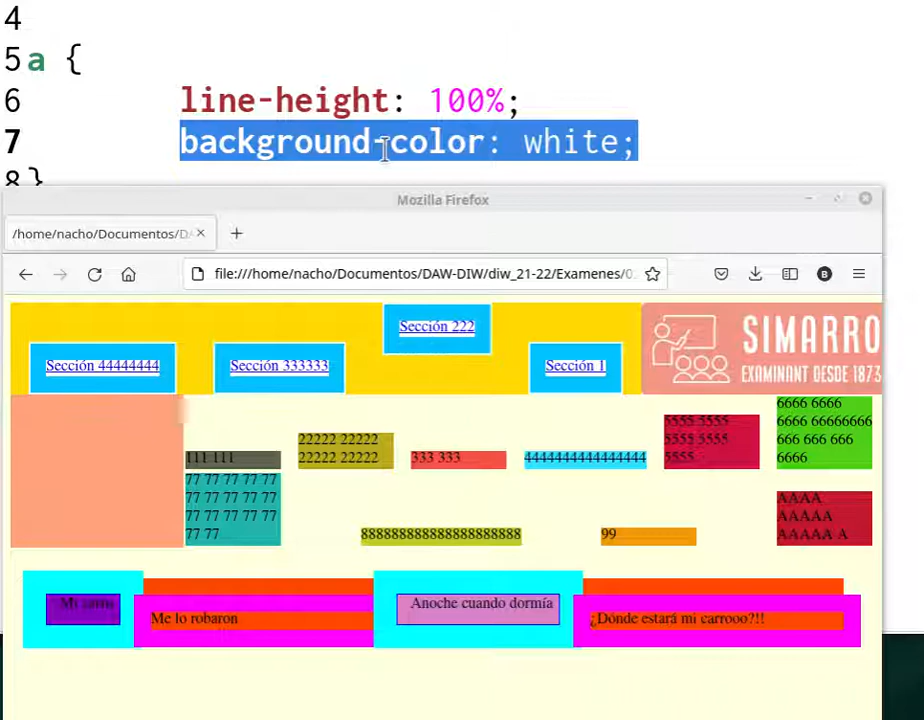 4
5 a {
6 line-height: 100%;
7 background-color: white;
8 }
Mozilla Firefox
/home/nacho/Documentos/DA
file:///home/nacho/Documentos/DAW-DIW/diw_21-22/Examenes/0
B
Sección 222
Sección 44444444
Sección 333333
Sección 1
SIMARRO
EXAMINANT DESDE 1873
111 111
22222 22222
22222 22222
333 333
4444444444444444
5555 5555
5555 5555
5555
6666 6666
6666 66666666
666 666 666
6666
77 77 77 77 77
77 77 77 77 77
77 77 77 77 77
77 77
888888888888888888888
99
AAAA
AAAAA
AAAAA A
Mi carro
Me lo robaron
Anoche cuando dormía
¿Dónde estará mi carrooo?!!